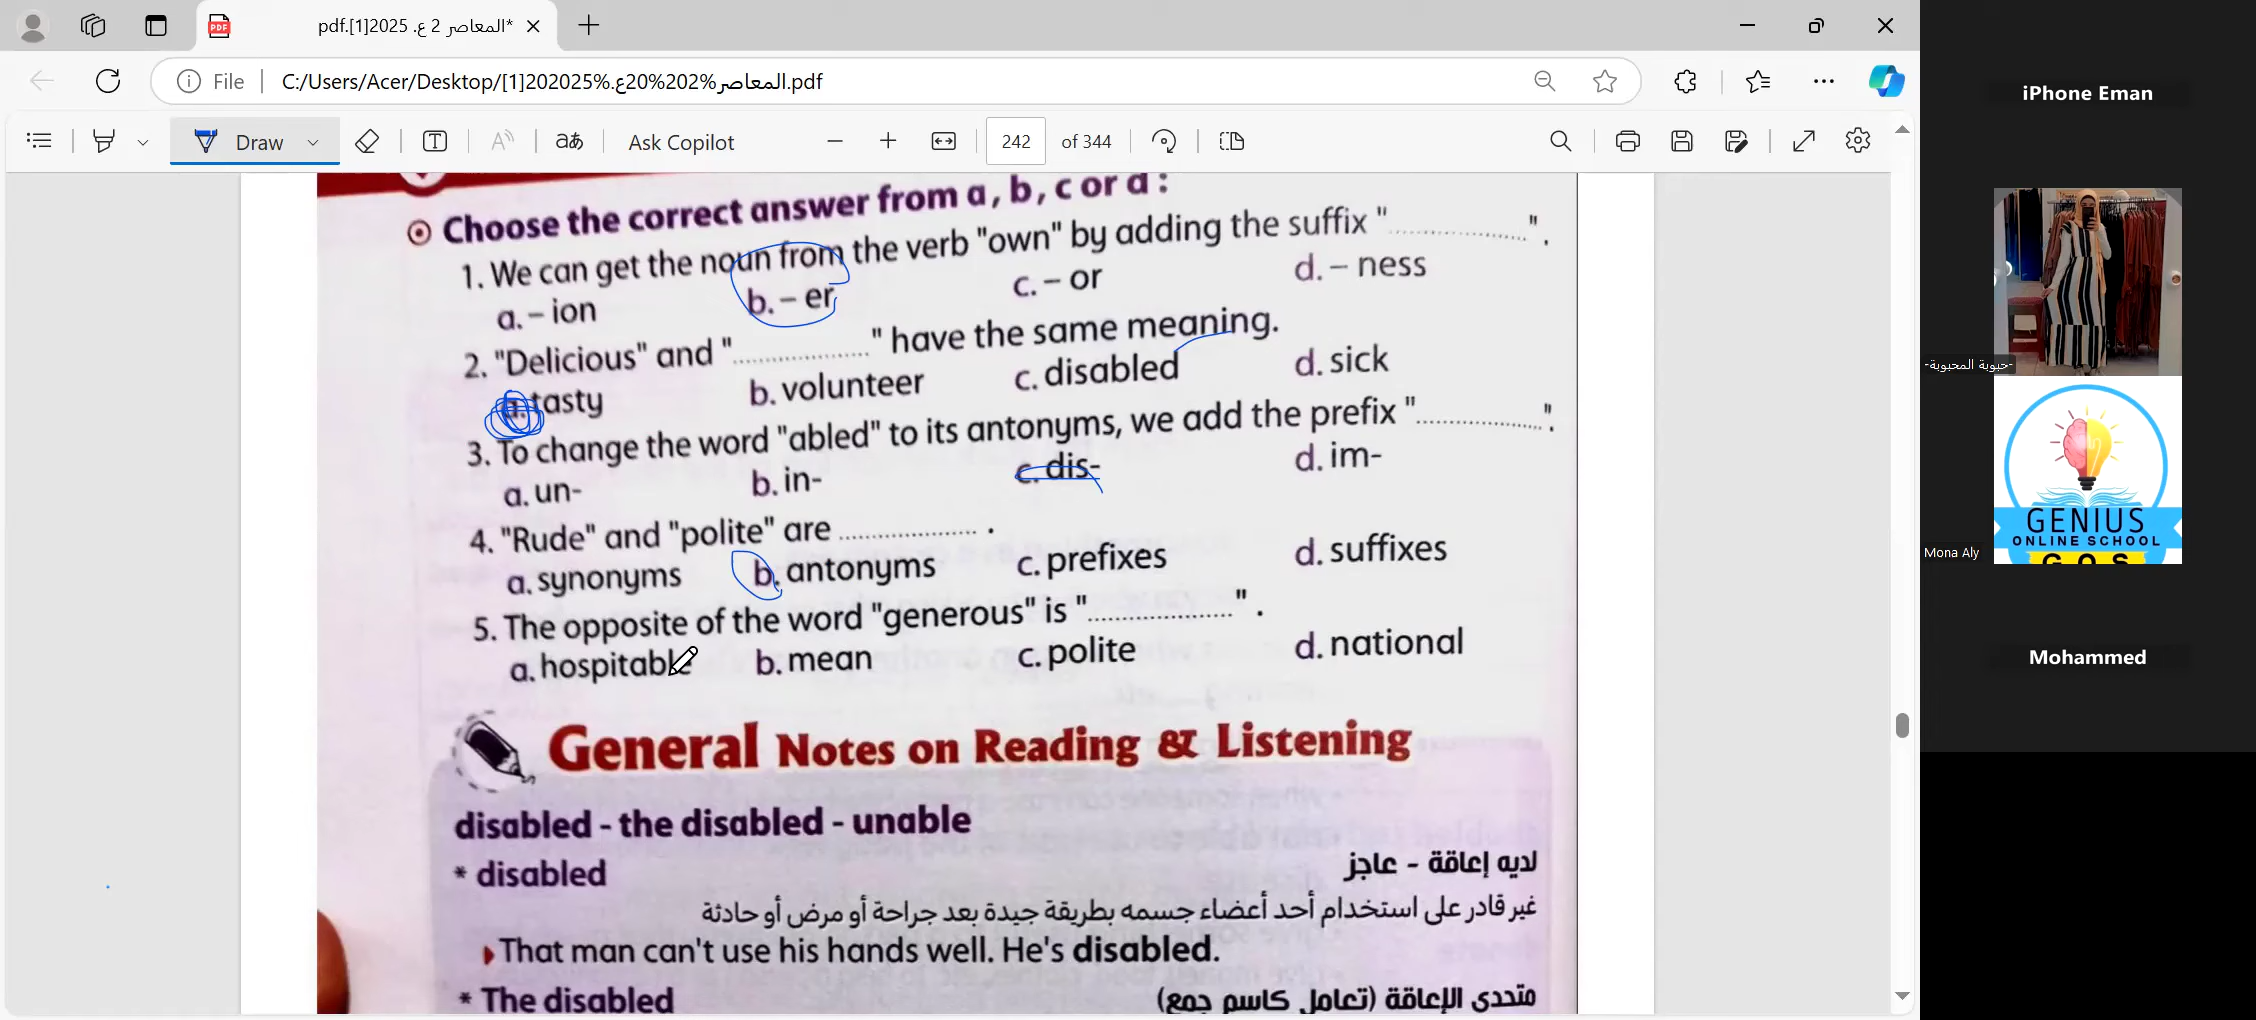 *المعاصر 2 ع. 2025[1].pdf
File
C:/Users/Acer/Desktop/[1]202025%.المعاصر%202%20ع.pdf
Draw
aあ
Ask Copilot
242 of 344
Choose the correct answer from a, b, c or d :
1. We can get the noun from the verb "own" by adding the suffix "..............".
a. – ion b. – er c. – or d. – ness
2. "Delicious" and "..............." have the same meaning.
a. tasty b. volunteer c. disabled d. sick
3. To change the word "abled" to its antonyms, we add the prefix "..............".
a. un- b. in- c. dis- d. im-
4. "Rude" and "polite" are ............... .
a. synonyms b. antonyms c. prefixes d. suffixes
5. The opposite of the word "generous" is "..............." .
a. hospitable b. mean c. polite d. national
General Notes on Reading & Listening
disabled - the disabled - unable
* disabled
لديه إعاقة - عاجز
غير قادر على استخدام أحد أعضاء جسمه بطريقة جيدة بعد جراحة أو مرض أو حادثة
That man can't use his hands well. He's disabled.
* The disabled
متحدى الإعاقة (تعامل كاسم جمع)
iPhone Eman
-حبوبة المحبوبة-
GENIUS
ONLINE SCHOOL
GOS
Mona Aly
Mohammed